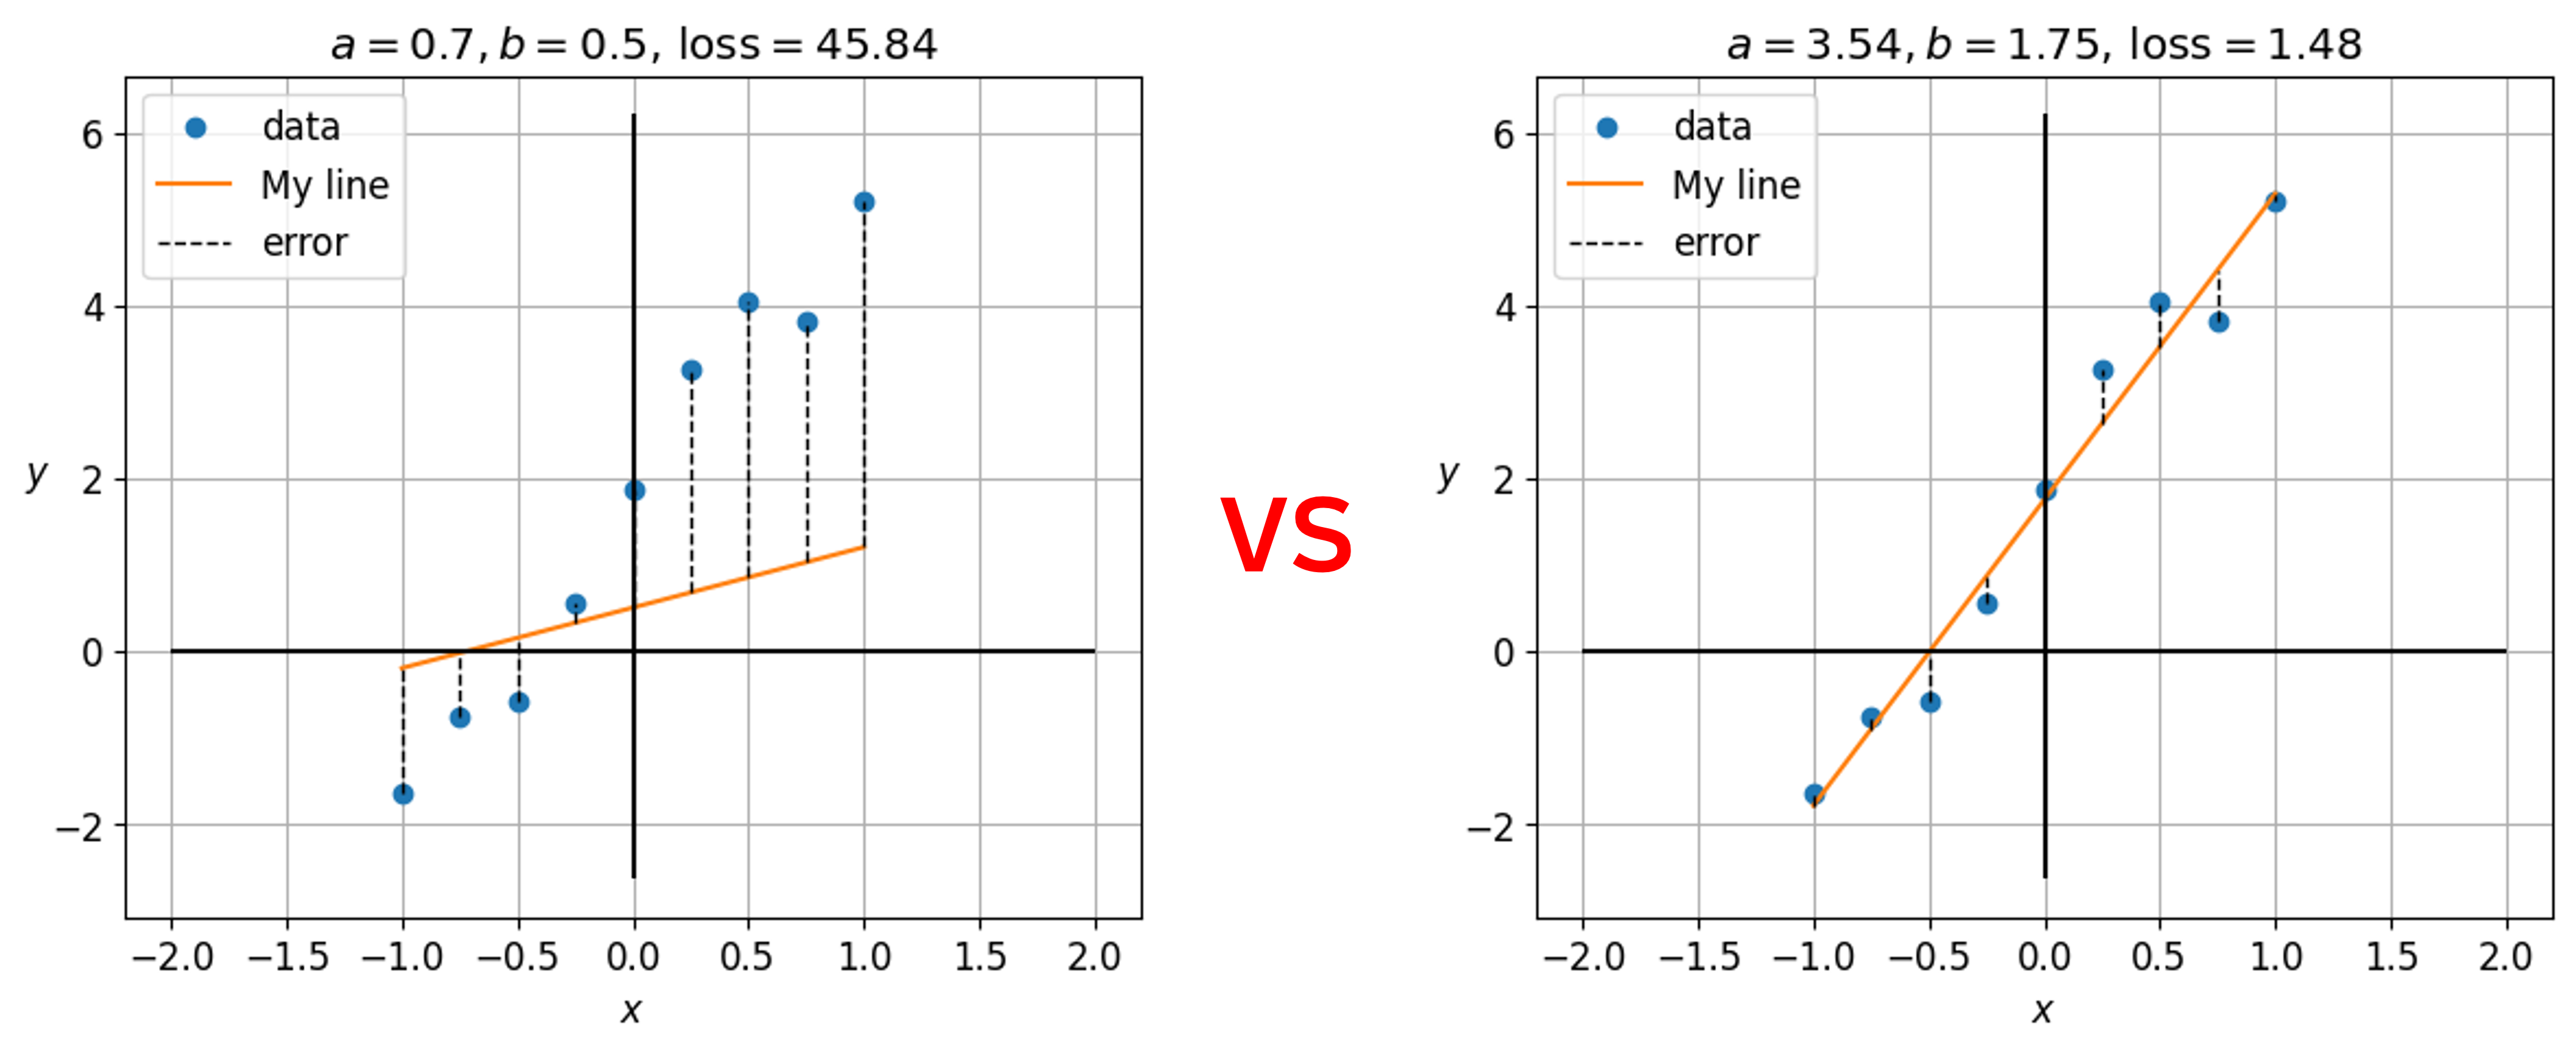 a = 0.7, b = 0.5, loss = 45.84
data
My line
error
6
4
y 2
0
−2
−2.0 −1.5 −1.0 −0.5 0.0 0.5 1.0 1.5 2.0
x
vs
a = 3.54, b = 1.75, loss = 1.48
data
My line
error
6
4
y 2
0
−2
−2.0 −1.5 −1.0 −0.5 0.0 0.5 1.0 1.5 2.0
x